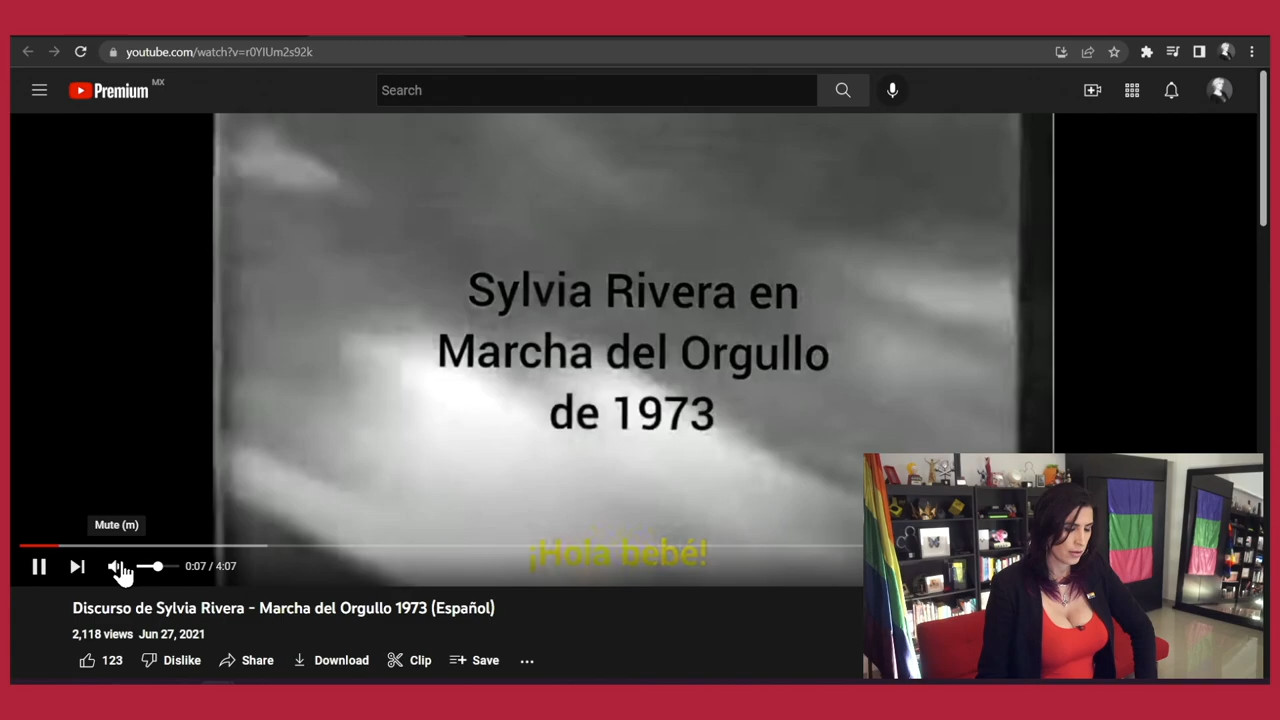 youtube.com/watch?v=r0YIUm2s92k
Premium MX
Search
Sylvia Rivera en
Marcha del Orgullo
de 1973
¡Hola bebé!
Mute (m)
0:07 / 4:07
Discurso de Sylvia Rivera - Marcha del Orgullo 1973 (Español)
2,118 views Jun 27, 2021
123 Dislike Share Download Clip Save ...